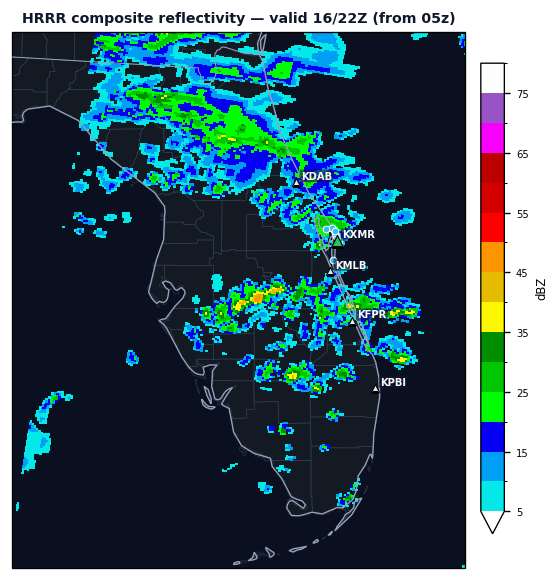 HRRR composite reflectivity — valid 16/22Z (from 05z)
KDAB
KXMR
KMLB
KFPR
KPBI
75
65
55
45
35
25
15
5
dBZ